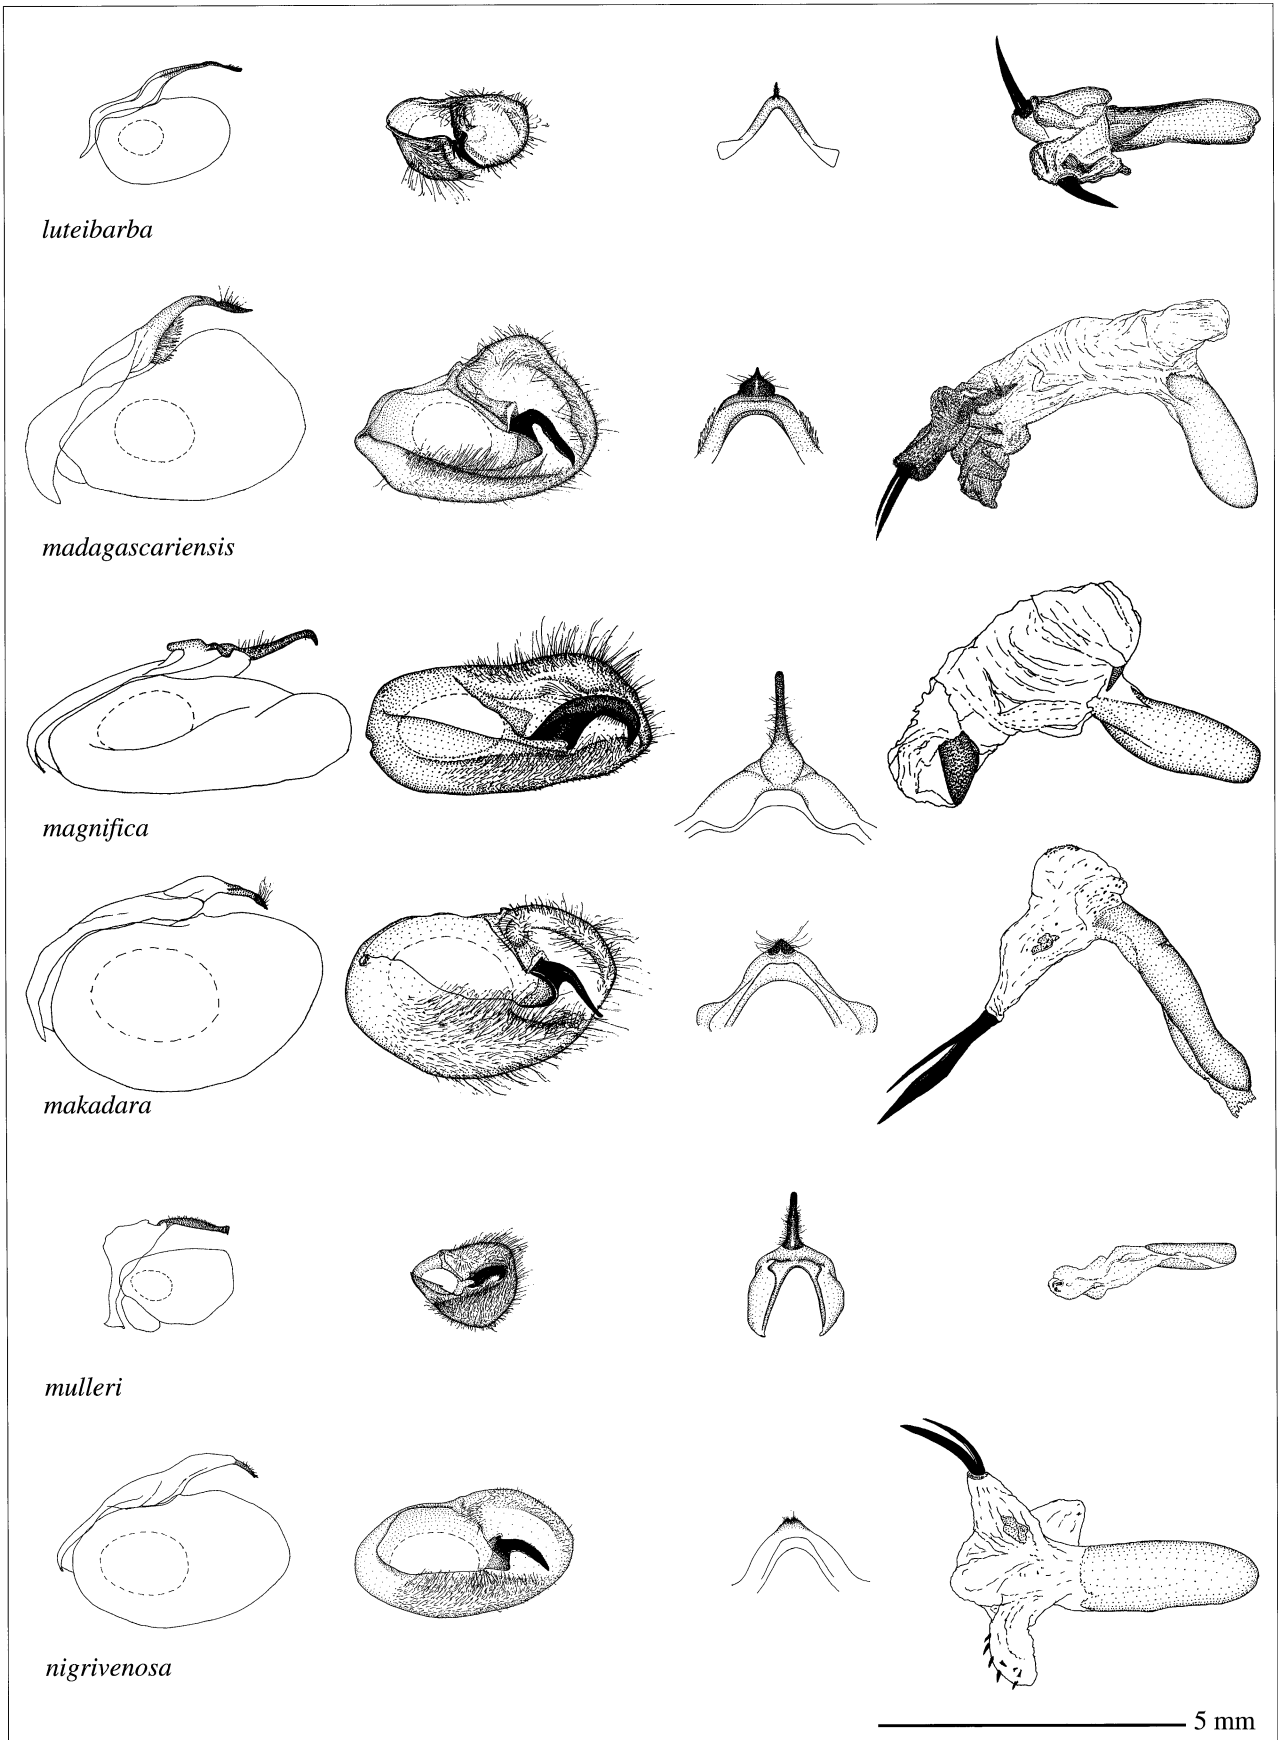 luteibarba
madagascariensis
magnifica
makadara
mulleri
nigrivenosa
5 mm